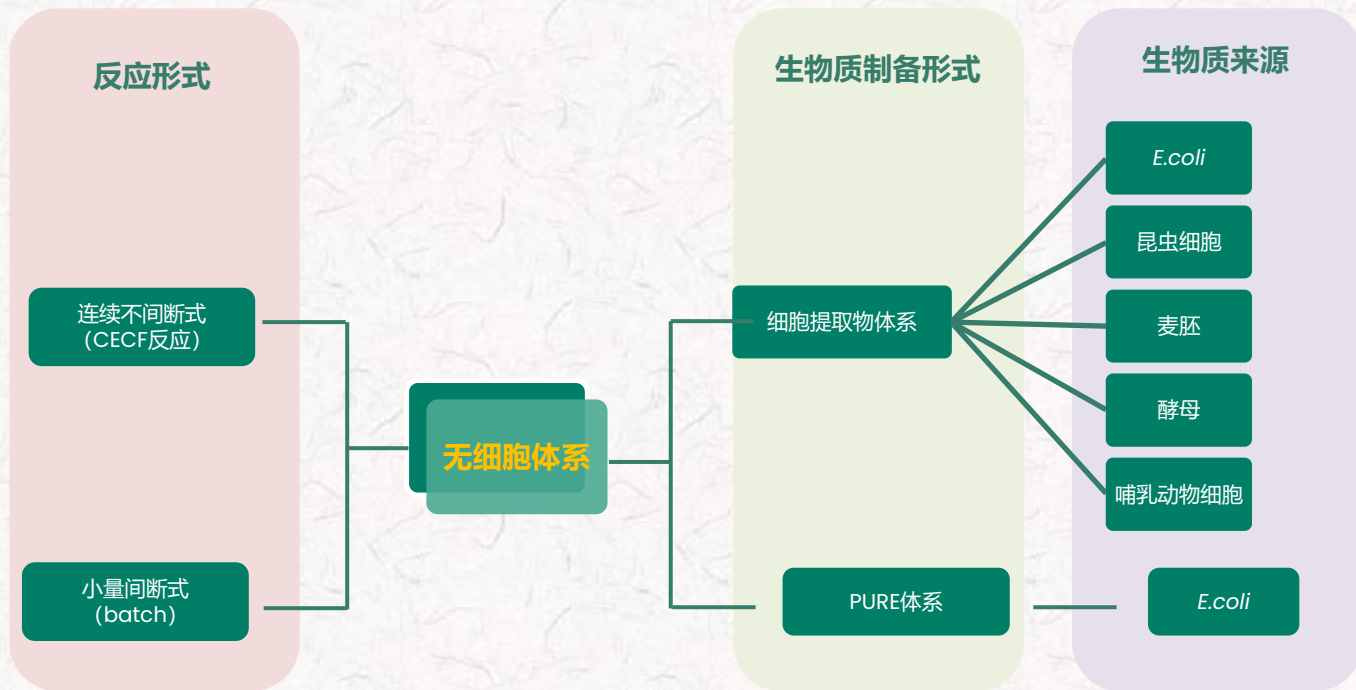 反应形式
生物质制备形式
生物质来源
连续不间断式
（CECF反应）
小量间断式
（batch）
无细胞体系
细胞提取物体系
PURE体系
E.coli
昆虫细胞
麦胚
酵母
哺乳动物细胞
E.coli